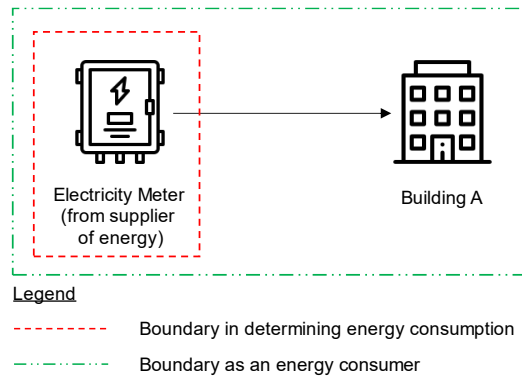 Electricity Meter
(from supplier
of energy)
Building A
Legend
Boundary in determining energy consumption
Boundary as an energy consumer